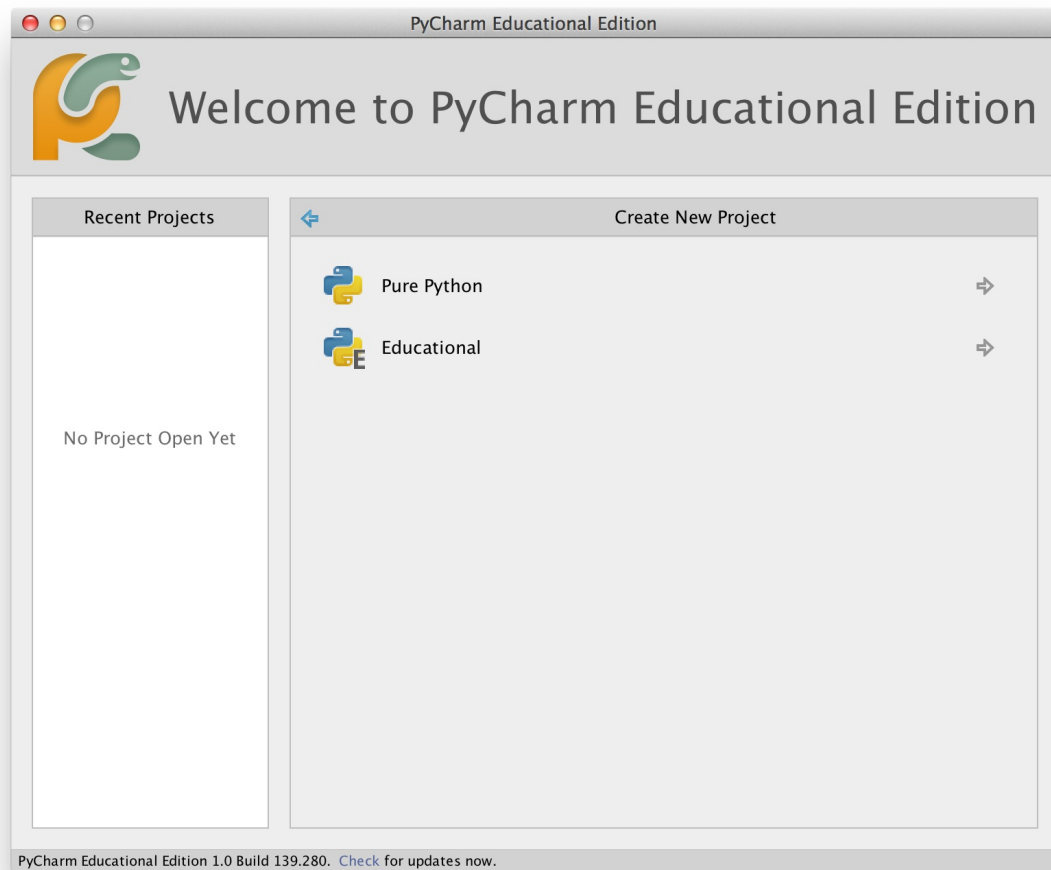 PyCharm Educational Edition
Welcome to PyCharm Educational Edition
Recent Projects
Create New Project
Pure Python
E
Educational
No Project Open Yet
PyCharm Educational Edition 1.0 Build 139.280. Check for updates now.